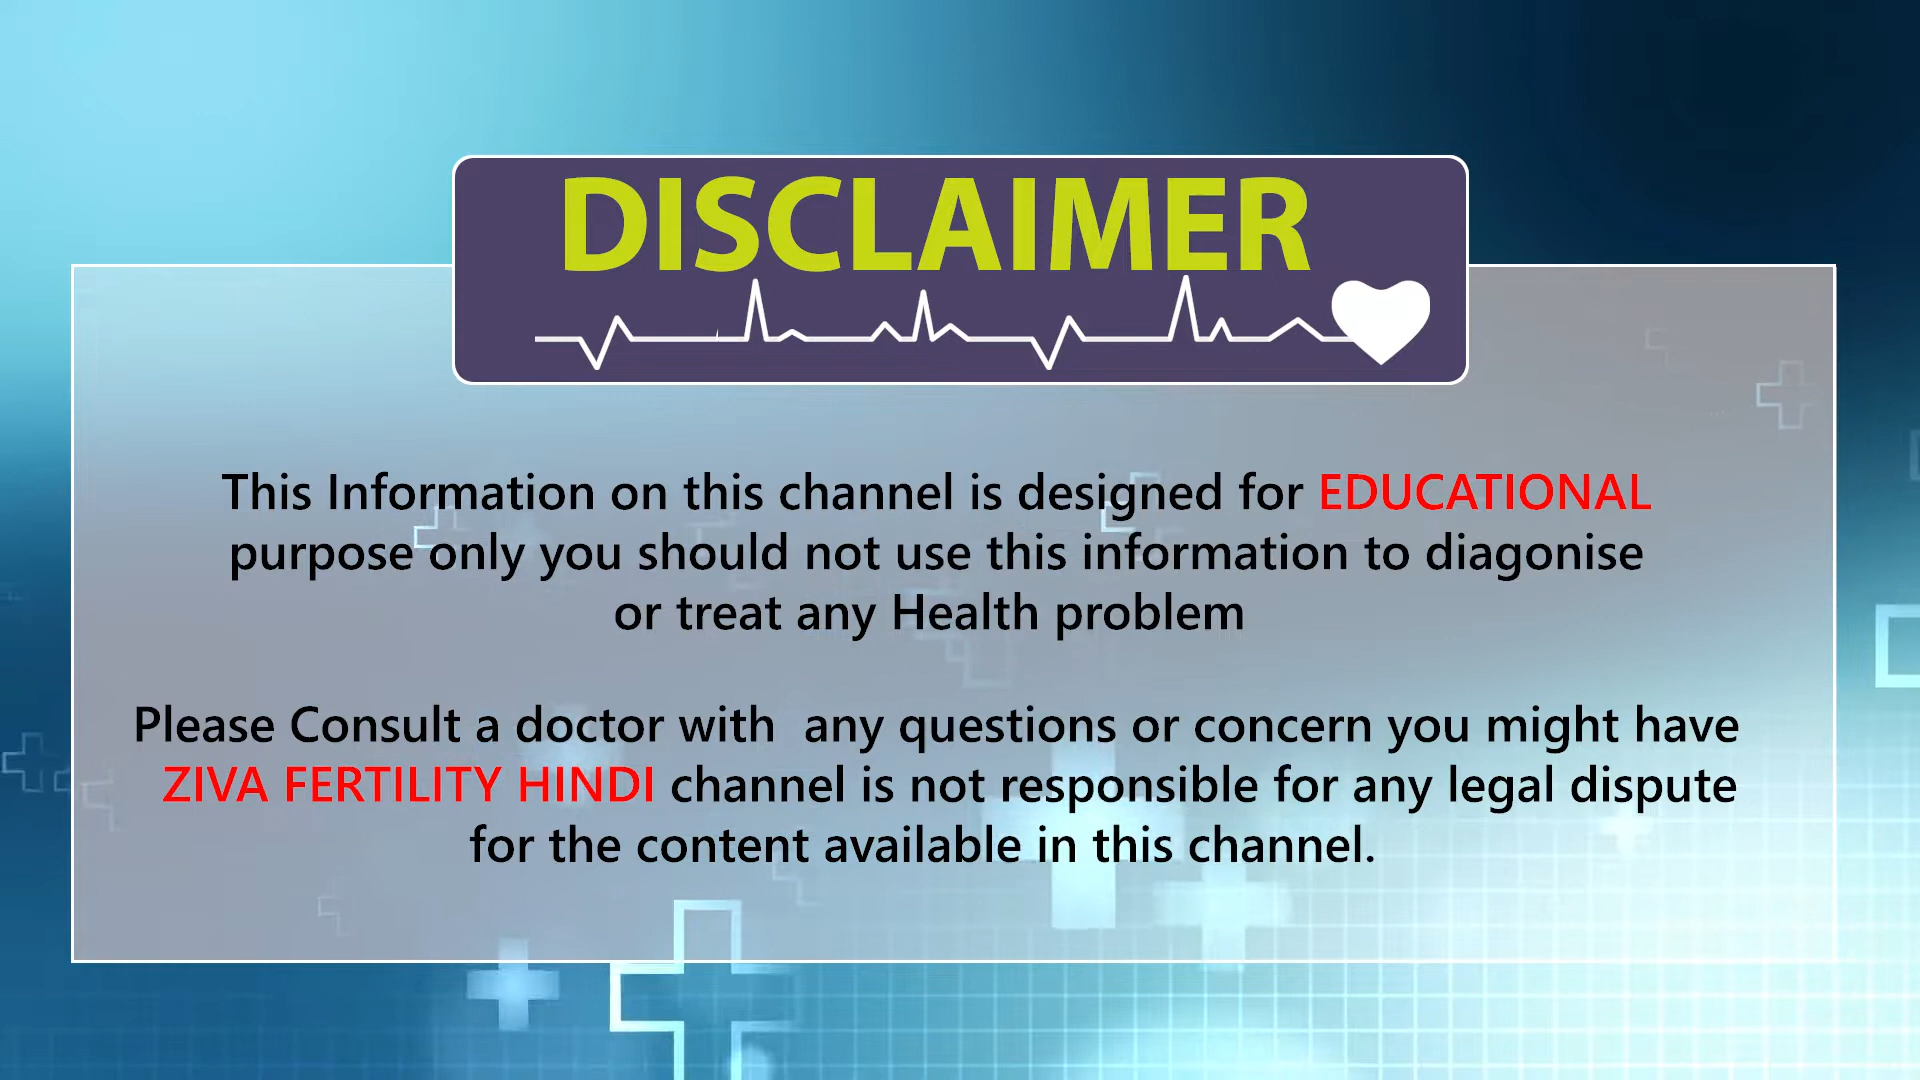 DISCLAIMER
This Information on this channel is designed for EDUCATIONAL
purpose only you should not use this information to diagonise
or treat any Health problem
Please Consult a doctor with  any questions or concern you might have
ZIVA FERTILITY HINDI channel is not responsible for any legal dispute
for the content available in this channel.